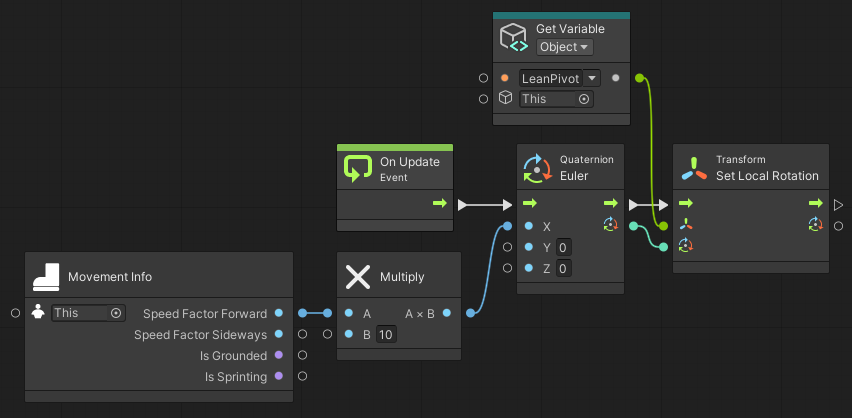 Get Variable
Object
LeanPivot
This
On Update
Event
Quaternion
Euler
X
Y 0
Z 0
Transform
Set Local Rotation
Movement Info
This
Speed Factor Forward
Speed Factor Sideways
Is Grounded
Is Sprinting
Multiply
A A × B
B 10